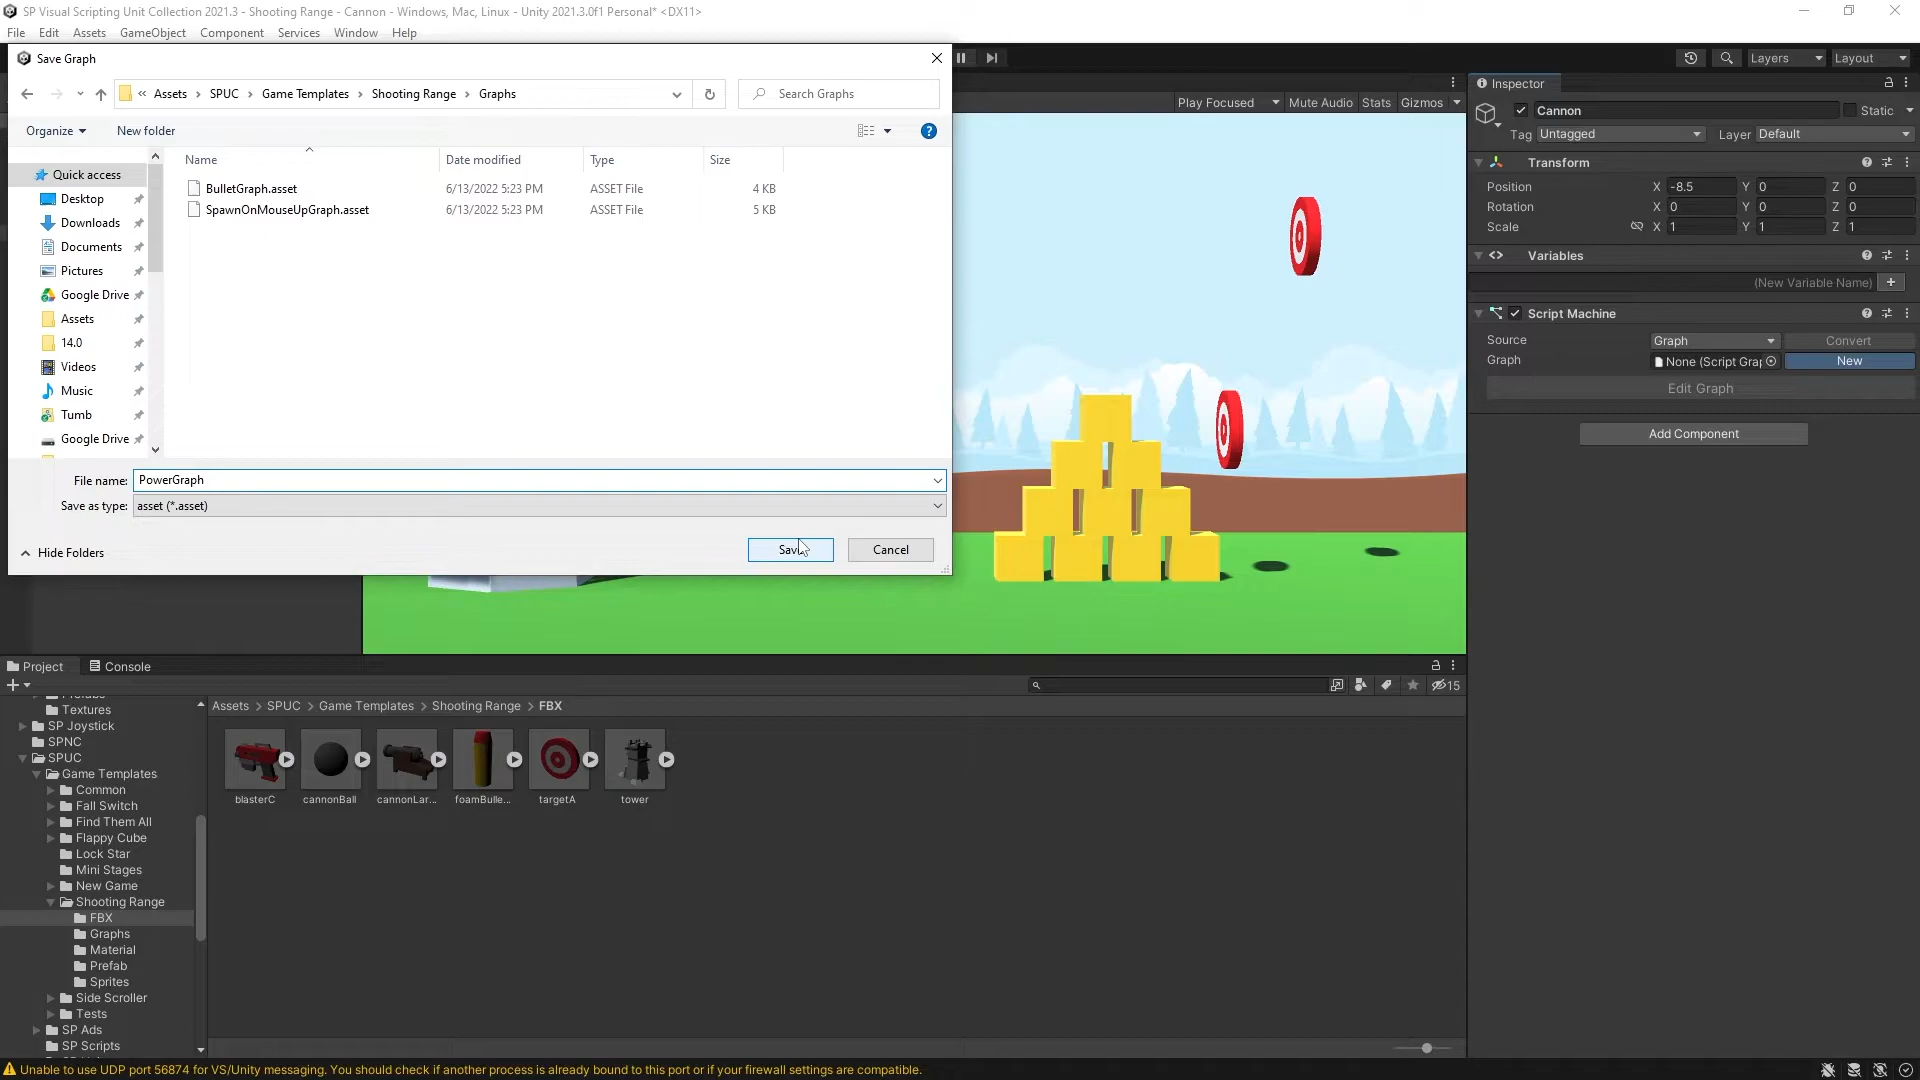 SP Visual Scripting Unit Collection 2021.3 - Shooting Range - Cannon - Windows, Mac, Linux - Unity 2021.3.0f1 Personal* <DX11>
File Edit Assets GameObject Component Services Window Help
Save Graph
Layers Layout
« Assets > SPUC > Game Templates > Shooting Range > Graphs
Search Graphs
Organize New folder
Name Date modified Type Size
BulletGraph.asset 6/13/2022 5:23 PM ASSET File 4 KB
SpawnOnMouseUpGraph.asset 6/13/2022 5:23 PM ASSET File 5 KB
Quick access
Desktop
Downloads
Documents
Pictures
Google Drive
Assets
14.0
Videos
Music
Tumb
Google Drive
File name: PowerGraph
Save as type: asset (*.asset)
Hide Folders
Save Cancel
Play Focused Mute Audio Stats Gizmos
Inspector
Cannon Static
Tag Untagged Layer Default
Transform
Position X -8.5 Y 0 Z 0
Rotation X 0 Y 0 Z 0
Scale X 1 Y 1 Z 1
Variables
(New Variable Name)
Script Machine
Source Graph Convert
Graph None (Script Grap New
Edit Graph
Add Component
Project Console
15
Assets > SPUC > Game Templates > Shooting Range > FBX
Textures
SP Joystick
SPNC
SPUC
Game Templates
Common
Fall Switch
Find Them All
Flappy Cube
Lock Star
Mini Stages
New Game
Shooting Range
FBX
Graphs
Material
Prefab
Sprites
Side Scroller
Tests
SP Ads
SP Scripts
blasterC cannonBall cannonLar... foamBulle... targetA tower
Unable to use UDP port 56874 for VS/Unity messaging. You should check if another process is already bound to this port or if your firewall settings are compatible.